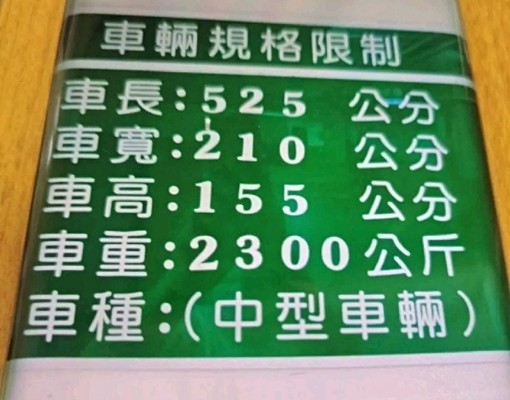 車輛規格限制
車長:525 公分
車寬:210 公分
車高:155 公分
車重:2300公斤
車種:(中型車輛)